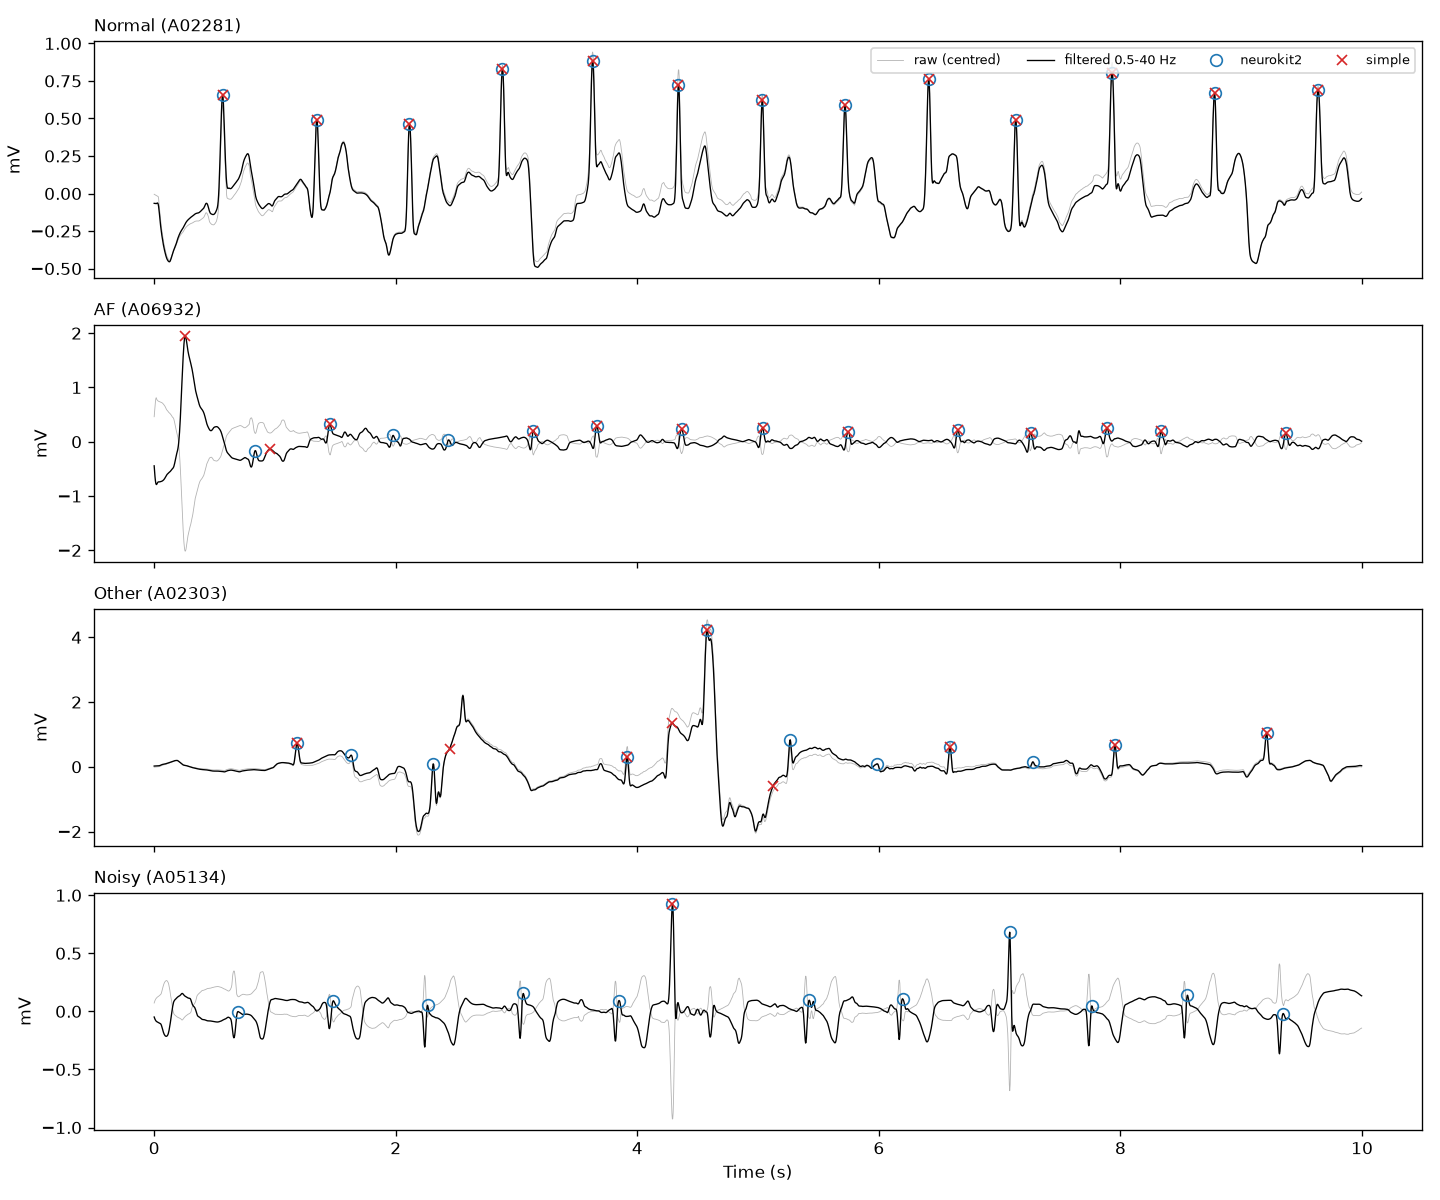 Normal (A02281)
raw (centred) filtered 0.5-40 Hz neurokit2 simple
1.00
0.75
0.50
0.25
0.00
−0.25
−0.50
mV
AF (A06932)
2
1
0
−1
−2
mV
Other (A02303)
4
2
0
−2
mV
Noisy (A05134)
1.0
0.5
0.0
−0.5
−1.0
mV
0 2 4 6 8 10
Time (s)